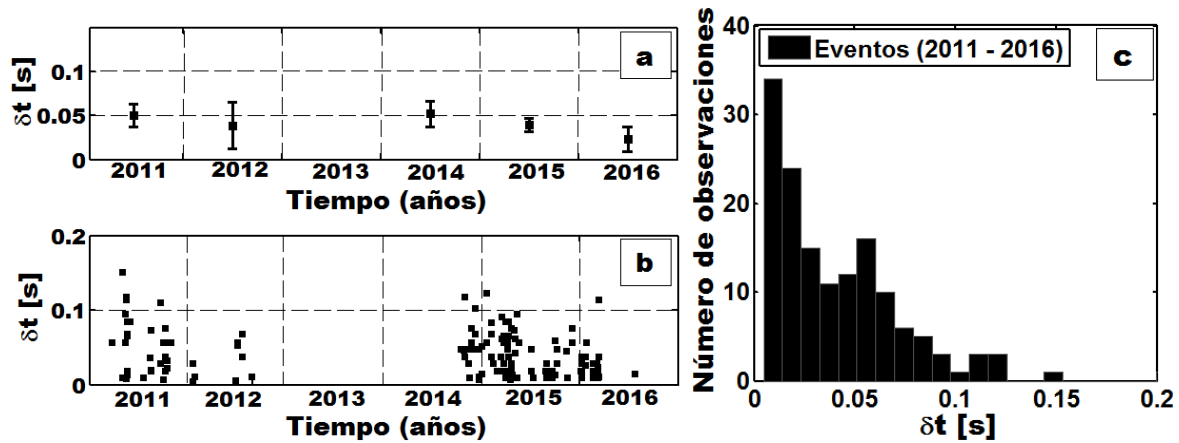 a
0.1
0.05
0
δt [s]
2011 2012 2013 2014 2015 2016
Tiempo (años)
b
0.2
0.1
0
δt [s]
2011 2012 2013 2014 2015 2016
Tiempo (años)
Eventos (2011 - 2016)
c
40
30
20
10
0
Número de observaciones
0 0.05 0.1 0.15 0.2
δt [s]